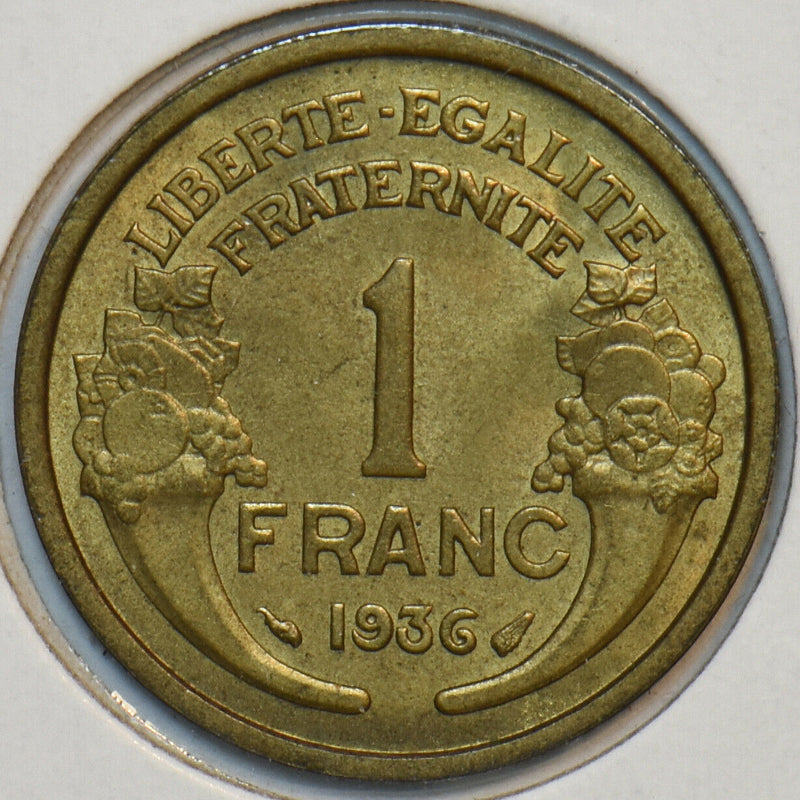 LIBERTE-EGALITE
FRATERNITE
1
FRANC
1936